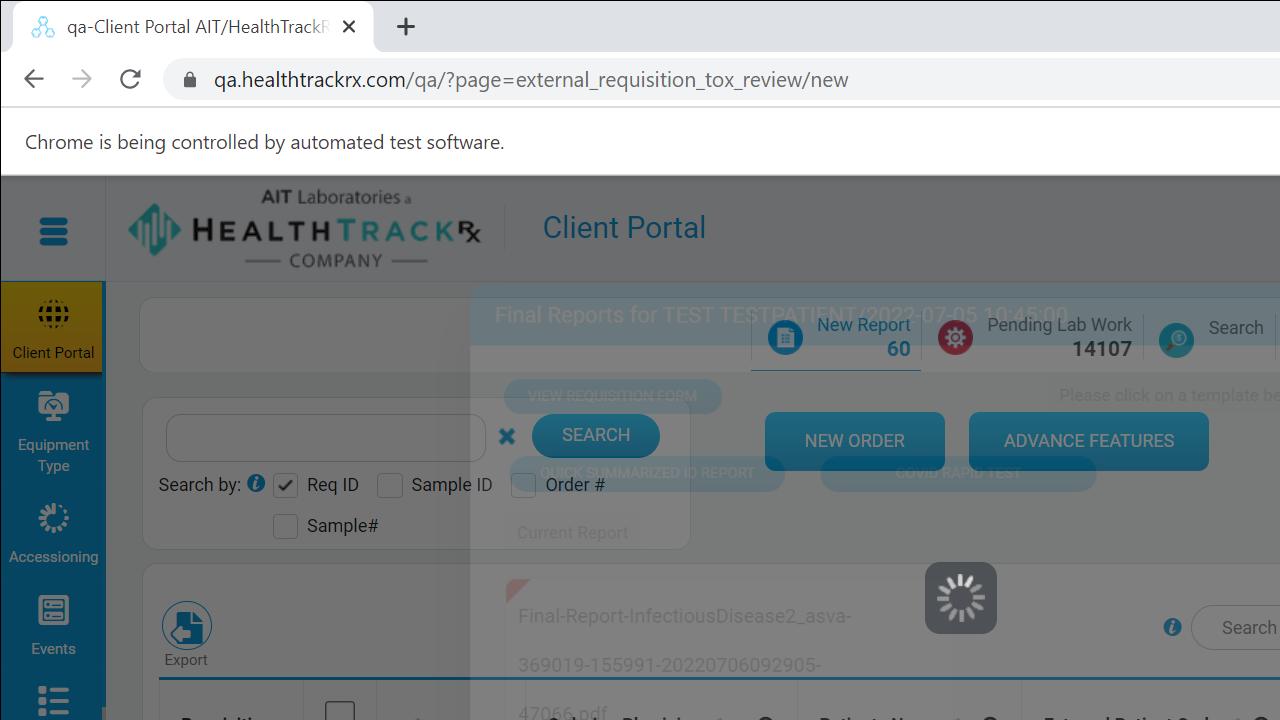 qa-Client Portal AIT/HealthTrackR
qa.healthtrackrx.com/qa/?page=external_requisition_tox_review/new
Chrome is being controlled by automated test software.
AIT Laboratories a
HEALTHTRACKRx
COMPANY
Client Portal
Final Reports for TEST TESTPATIENT/2022-07-05 10:45:00
New Report
60
Pending Lab Work
14107
Search
Client Portal
VIEW REQUISITION FORM
Please click on a template be
SEARCH
NEW ORDER
ADVANCE FEATURES
Equipment
Type
QUICK SUMMARIZED ID REPORT
COVID RAPID TEST
Search by:
Req ID
Sample ID
Order #
Sample#
Current Report
Accessioning
Final-Report-InfectiousDisease2_asva-
369019-155991-20220706092905-
47066.pdf
Search
Events
Export